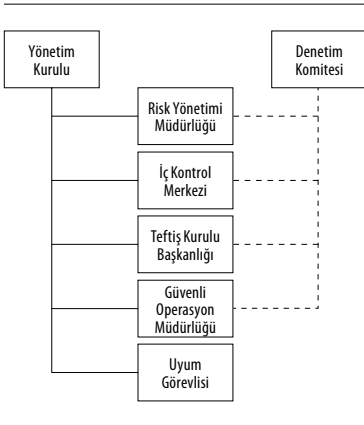 Yönetim
Kurulu
Denetim
Komitesi
Risk Yönetimi
Müdürlüğü
İç Kontrol
Merkezi
Teftiş Kurulu
Başkanlığı
Güvenli
Operasyon
Müdürlüğü
Uyum
Görevlisi